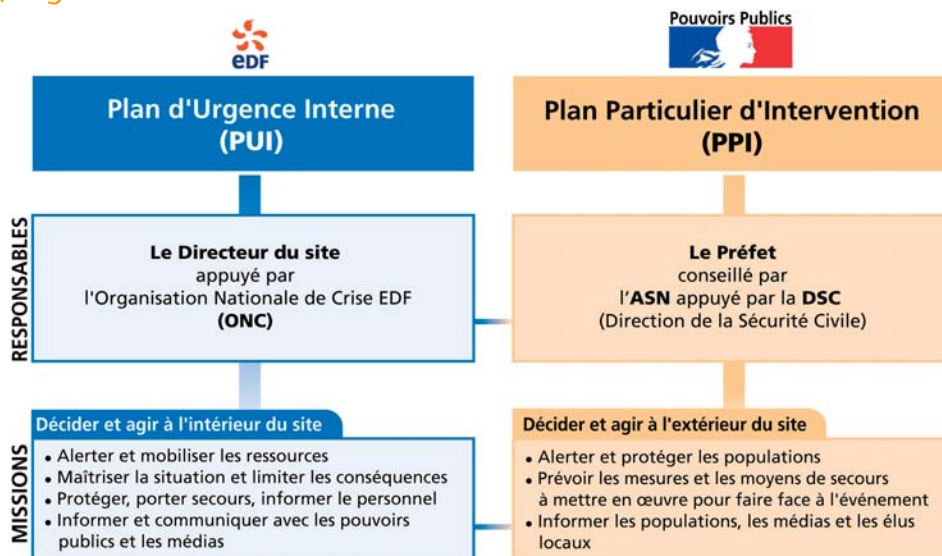 Pouvoirs Publics
eDF
Plan d'Urgence Interne
(PUI)
Plan Particulier d'Intervention
(PPI)
RESPONSABLES
Le Directeur du site
appuyé par
l'Organisation Nationale de Crise EDF
(ONC)
Le Préfet
conseillé par
l'ASN appuyé par la DSC
(Direction de la Sécurité Civile)
MISSIONS
Décider et agir à l'intérieur du site
• Alerter et mobiliser les ressources
• Maîtriser la situation et limiter les conséquences
• Protéger, porter secours, informer le personnel
• Informer et communiquer avec les pouvoirs
publics et les médias
Décider et agir à l'extérieur du site
• Alerter et protéger les populations
• Prévoir les mesures et les moyens de secours
à mettre en œuvre pour faire face à l'événement
• Informer les populations, les médias et les élus
locaux